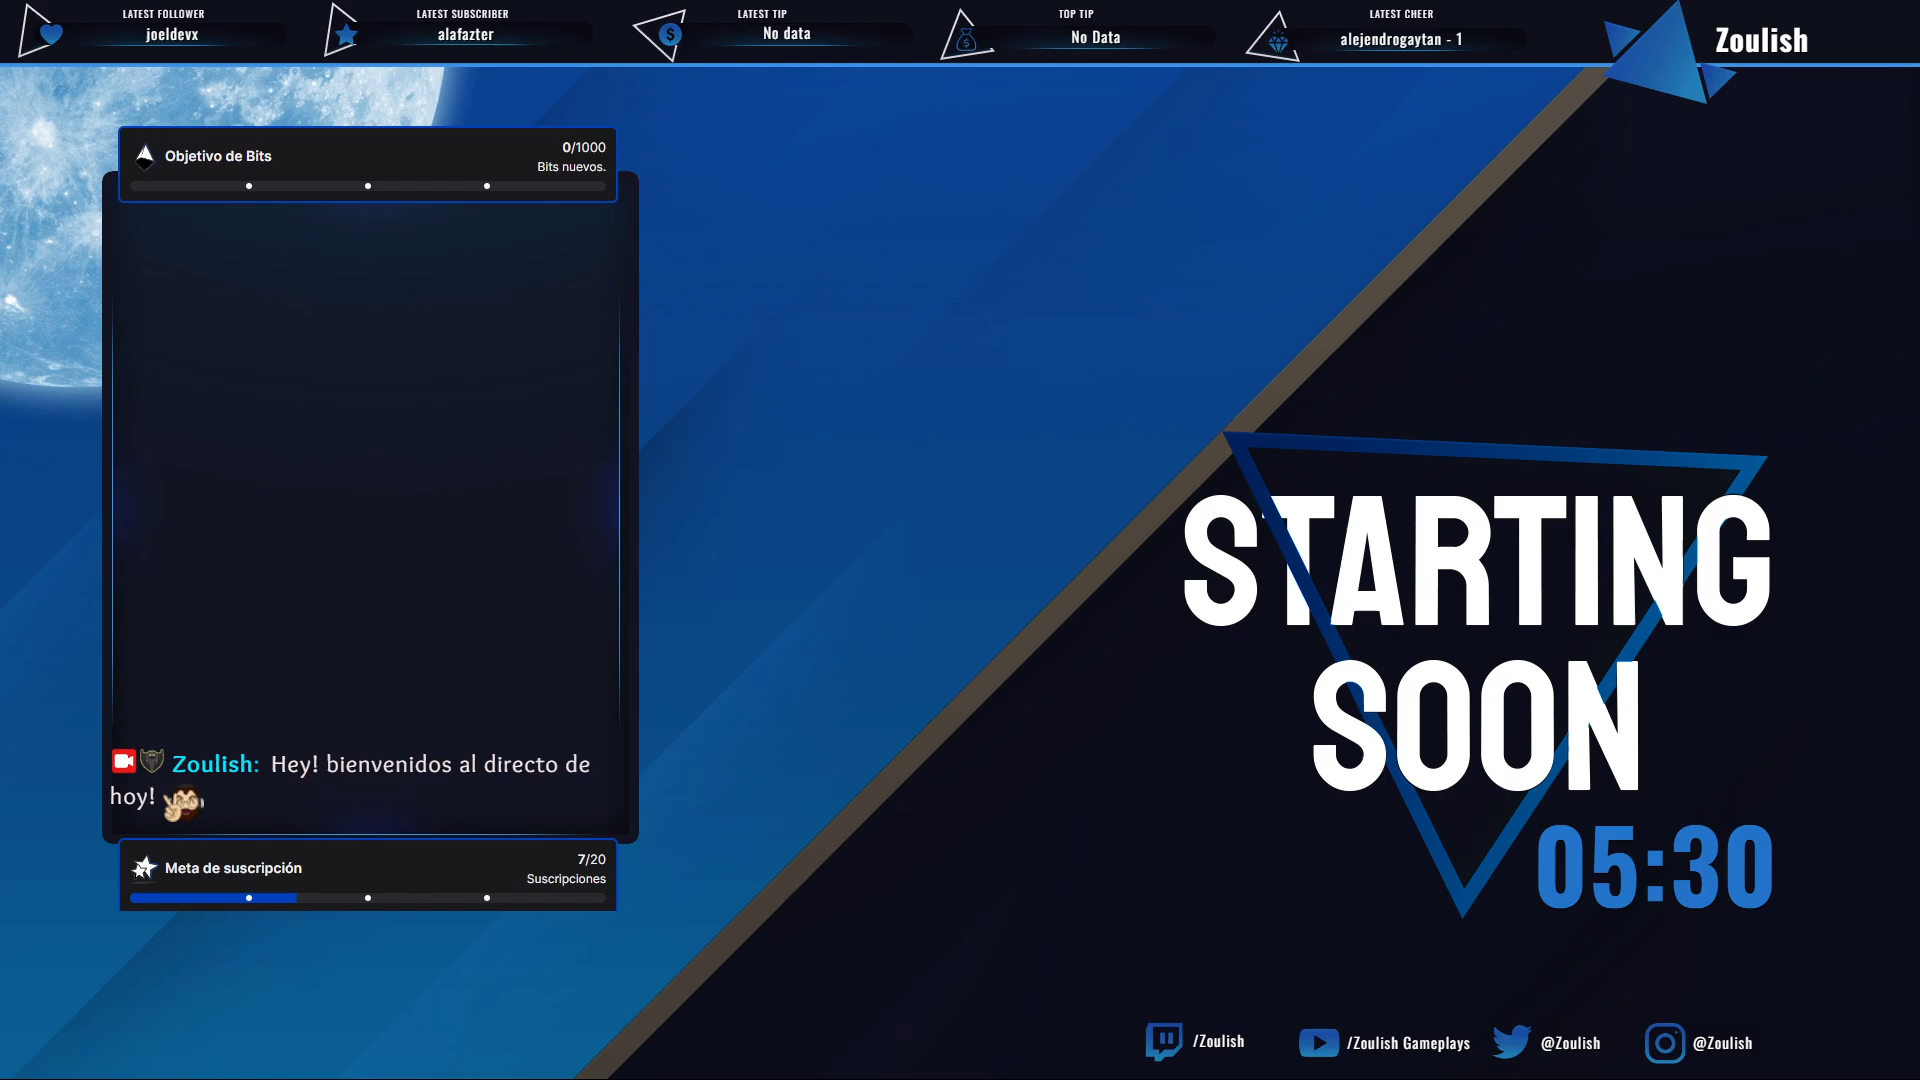 LATEST FOLLOWER
joeldevx
LATEST SUBSCRIBER
alafazter
LATEST TIP
No data
TOP TIP
No Data
LATEST CHEER
alejendrogaytan - 1
Zoulish
Objetivo de Bits
0/1000
Bits nuevos.
STARTING
SOON
05:30
Zoulish: Hey! bienvenidos al directo de
hoy!
Meta de suscripción
7/20
Suscripciones
/Zoulish
/Zoulish Gameplays
@Zoulish
@Zoulish